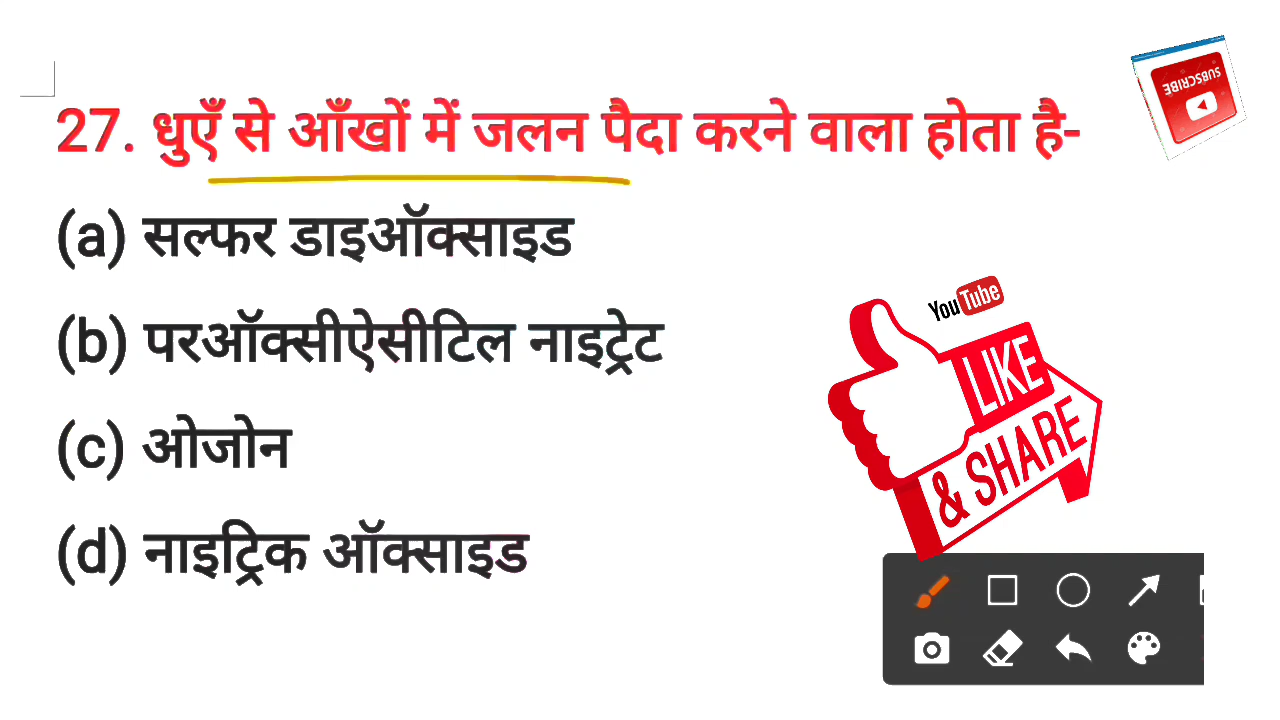 SUBSCRIBE
27. धुएँ से आँखों में जलन पैदा करने वाला होता है-
(a) सल्फर डाइऑक्साइड
(b) परऑक्सीऐसीटिल नाइट्रेट
(c) ओजोन
(d) नाइट्रिक ऑक्साइड
YouTube
LIKE
& SHARE